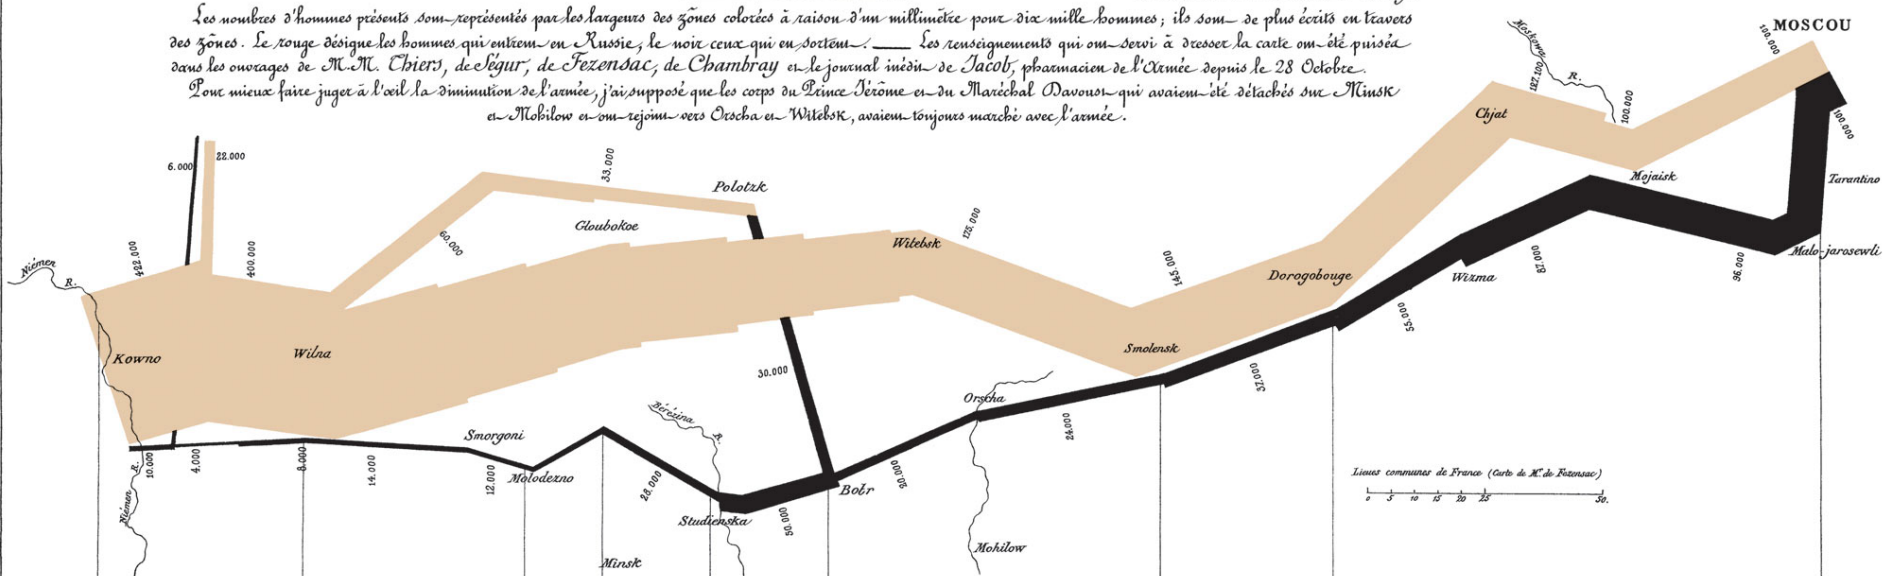 Les nombres d'hommes présents sont représentés par les largeurs des zônes colorées à raison d'un millimètre pour dix mille hommes; ils sont de plus écrits en travers
des zônes. Le rouge désigne les hommes qui entrent en Russie, le noir ceux qui en sortent. ___ Les renseignements qui ont servi à dresser la carte ont été puisés
dans les ouvrages de M.M. Thiers, de Ségur, de Fezensac, de Chambray et le journal inédit de Jacob, pharmacien de l'Armée depuis le 28 Octobre.
Pour mieux faire juger à l'œil la diminution de l'armée, j'ai supposé que les corps du Prince Jérôme et du Maréchal Davoust qui avaient été détachés sur Minsk
et Mohilow et ont rejoint vers Orscha et Witebsk, avaient toujours marché avec l'armée.
MOSCOU
100.000
Moskowa
R.
127.100
100.000
Chjat
100.000
6.000
22.000
33.000
Polotzk
Mojaisk
Tarantino
Gloubokoe
175.000
60.000
Witebsk
422.000
400.000
145.000
Malo-jarosewli
Niémen
R.
Dorogobouge
Wizma
87.000
96.000
55.000
Kowno
Wilna
Smolensk
30.000
37.000
Orscha
Bérézina
R.
24.000
Smorgoni
10.000
4.000
8.000
14.000
12.000
Molodezno
28.000
20.000
Bobr
Lieues communes de France (Carte de M. de Fezensac)
0 5 10 15 20 25 50.
R.
Niémen
Studienska
50.000
Mohilow
Minsk